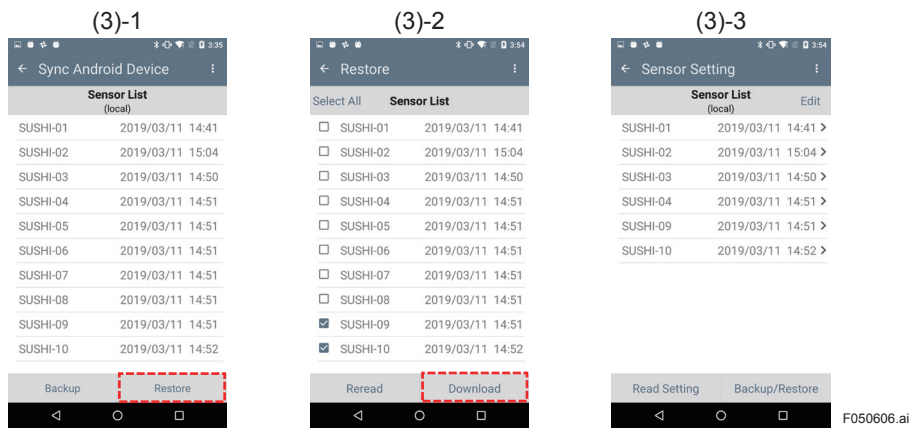 (3)-1
3:35
Sync Android Device
Sensor List
(local)
SUSHI-01 2019/03/11 14:41
SUSHI-02 2019/03/11 15:04
SUSHI-03 2019/03/11 14:50
SUSHI-04 2019/03/11 14:51
SUSHI-05 2019/03/11 14:51
SUSHI-06 2019/03/11 14:51
SUSHI-07 2019/03/11 14:51
SUSHI-08 2019/03/11 14:51
SUSHI-09 2019/03/11 14:51
SUSHI-10 2019/03/11 14:52
Backup Restore
(3)-2
3:54
Restore
Select All Sensor List
SUSHI-01 2019/03/11 14:41
SUSHI-02 2019/03/11 15:04
SUSHI-03 2019/03/11 14:50
SUSHI-04 2019/03/11 14:51
SUSHI-05 2019/03/11 14:51
SUSHI-06 2019/03/11 14:51
SUSHI-07 2019/03/11 14:51
SUSHI-08 2019/03/11 14:51
SUSHI-09 2019/03/11 14:51
SUSHI-10 2019/03/11 14:52
Reread Download
(3)-3
3:54
Sensor Setting
Sensor List
(local)
Edit
SUSHI-01 2019/03/11 14:41 >
SUSHI-02 2019/03/11 15:04 >
SUSHI-03 2019/03/11 14:50 >
SUSHI-04 2019/03/11 14:51 >
SUSHI-09 2019/03/11 14:51 >
SUSHI-10 2019/03/11 14:52 >
Read Setting Backup/Restore
F050606.ai